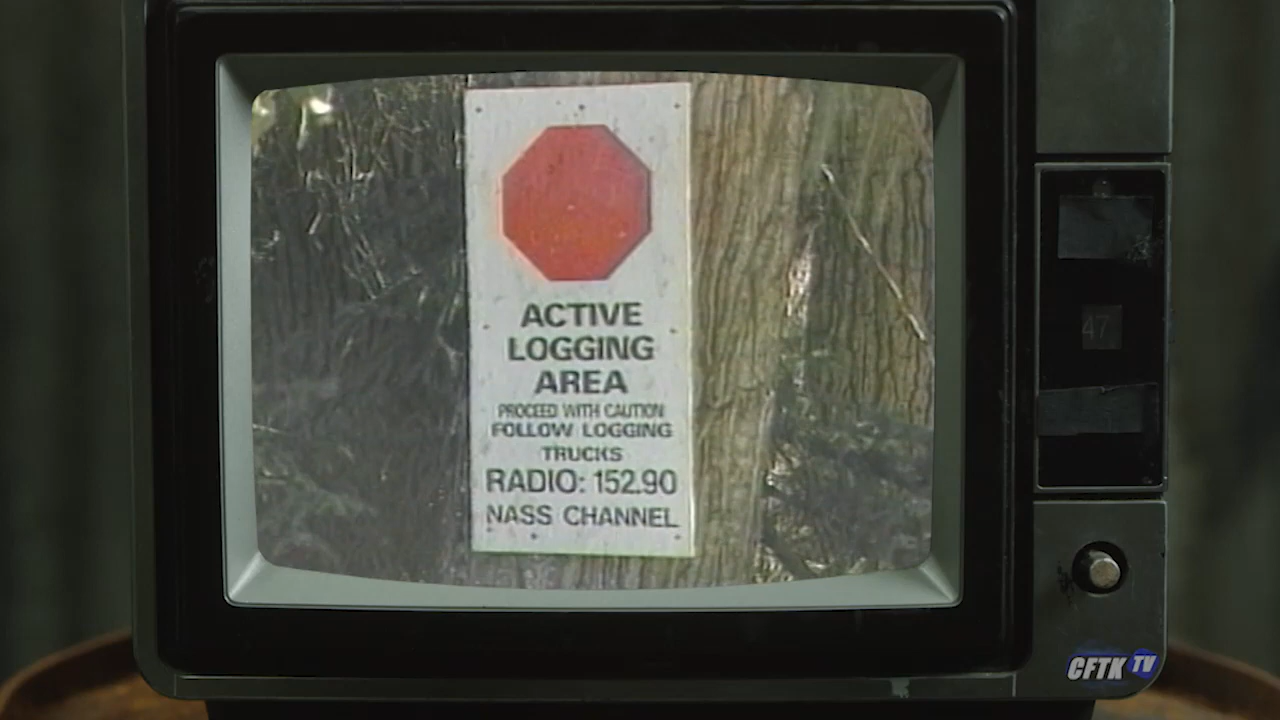 ACTIVE
LOGGING
AREA
PROCEED WITH CAUTION
FOLLOW LOGGING
TRUCKS
RADIO: 152.90
NASS CHANNEL
47
CFTK TV